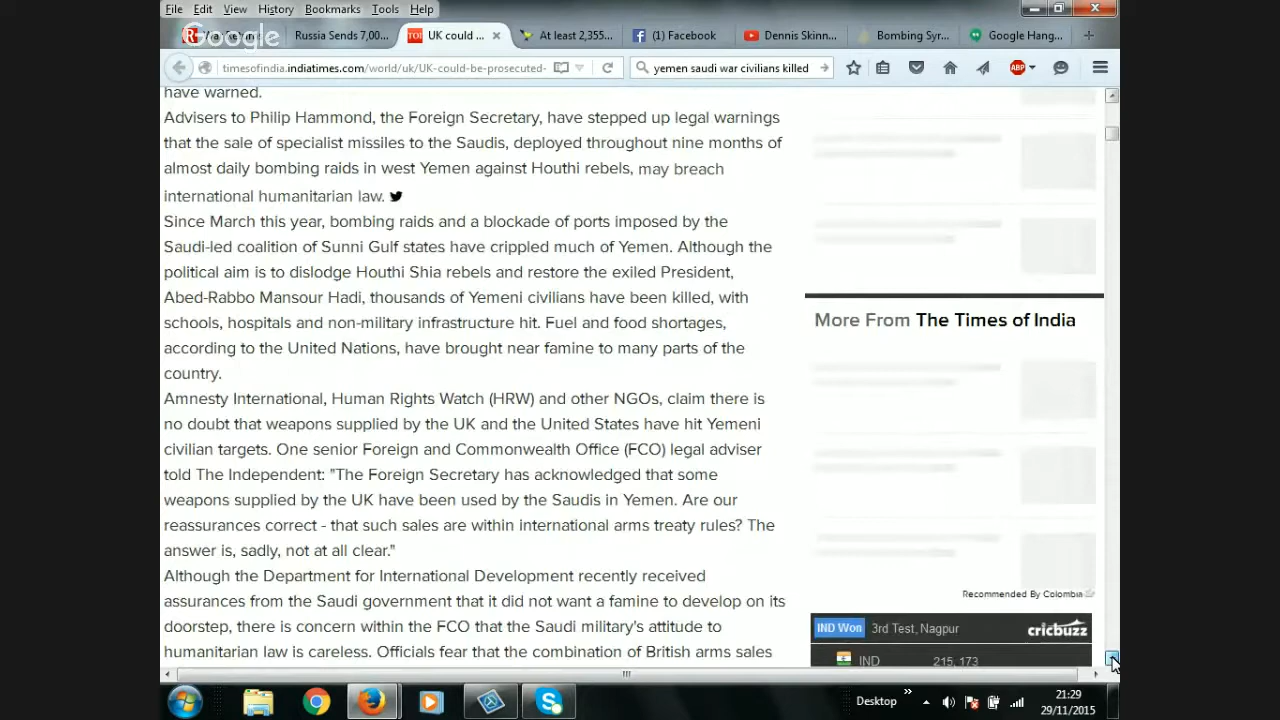 File Edit View History Bookmarks Tools Help
Google
Russia Sends 7,00...
TOI UK could ...
At least 2,355...
(1) Facebook
Dennis Skinn...
Bombing Syr...
Google Hang...
timesofindia.indiatimes.com/world/uk/UK-could-be-prosecuted-
yemen saudi war civilians killed
ABP
have warned.
Advisers to Philip Hammond, the Foreign Secretary, have stepped up legal warnings
that the sale of specialist missiles to the Saudis, deployed throughout nine months of
almost daily bombing raids in west Yemen against Houthi rebels, may breach
international humanitarian law.
Since March this year, bombing raids and a blockade of ports imposed by the
Saudi-led coalition of Sunni Gulf states have crippled much of Yemen. Although the
political aim is to dislodge Houthi Shia rebels and restore the exiled President,
Abed-Rabbo Mansour Hadi, thousands of Yemeni civilians have been killed, with
schools, hospitals and non-military infrastructure hit. Fuel and food shortages,
according to the United Nations, have brought near famine to many parts of the
country.
Amnesty International, Human Rights Watch (HRW) and other NGOs, claim there is
no doubt that weapons supplied by the UK and the United States have hit Yemeni
civilian targets. One senior Foreign and Commonwealth Office (FCO) legal adviser
told The Independent: "The Foreign Secretary has acknowledged that some
weapons supplied by the UK have been used by the Saudis in Yemen. Are our
reassurances correct - that such sales are within international arms treaty rules? The
answer is, sadly, not at all clear."
Although the Department for International Development recently received
assurances from the Saudi government that it did not want a famine to develop on its
doorstep, there is concern within the FCO that the Saudi military's attitude to
humanitarian law is careless. Officials fear that the combination of British arms sales
More From The Times of India
Recommended By Colombia
IND Won 3rd Test, Nagpur cricbuzz
IND 215, 173
Desktop
21:29
29/11/2015